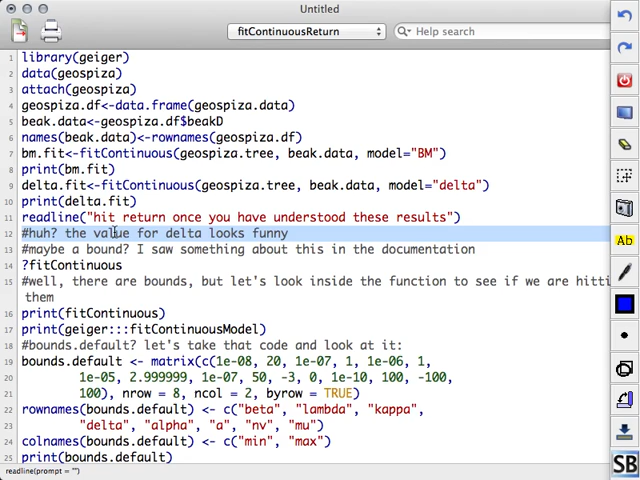 Untitled
fitContinuousReturn
Help search
1 library(geiger)
2 data(geospiza)
3 attach(geospiza)
4 geospiza.df<-data.frame(geospiza.data)
5 beak.data<-geospiza.df$beakD
6 names(beak.data)<-rownames(geospiza.df)
7 bm.fit<-fitContinuous(geospiza.tree, beak.data, model="BM")
8 print(bm.fit)
9 delta.fit<-fitContinuous(geospiza.tree, beak.data, model="delta")
10 print(delta.fit)
11 readline("hit return once you have understood these results")
12 #huh? the value for delta looks funny
13 #maybe a bound? I saw something about this in the documentation
14 ?fitContinuous
15 #well, there are bounds, but let's look inside the function to see if we are hitti
them
16 print(fitContinuous)
17 print(geiger:::fitContinuousModel)
18 #bounds.default? let's take that code and look at it:
19 bounds.default <- matrix(c(1e-08, 20, 1e-07, 1, 1e-06, 1,
20 1e-05, 2.999999, 1e-07, 50, -3, 0, 1e-10, 100, -100,
21 100), nrow = 8, ncol = 2, byrow = TRUE)
22 rownames(bounds.default) <- c("beta", "lambda", "kappa",
23 "delta", "alpha", "a", "nv", "mu")
24 colnames(bounds.default) <- c("min", "max")
25 print(bounds.default)
readline(prompt = "")
Ab
SB